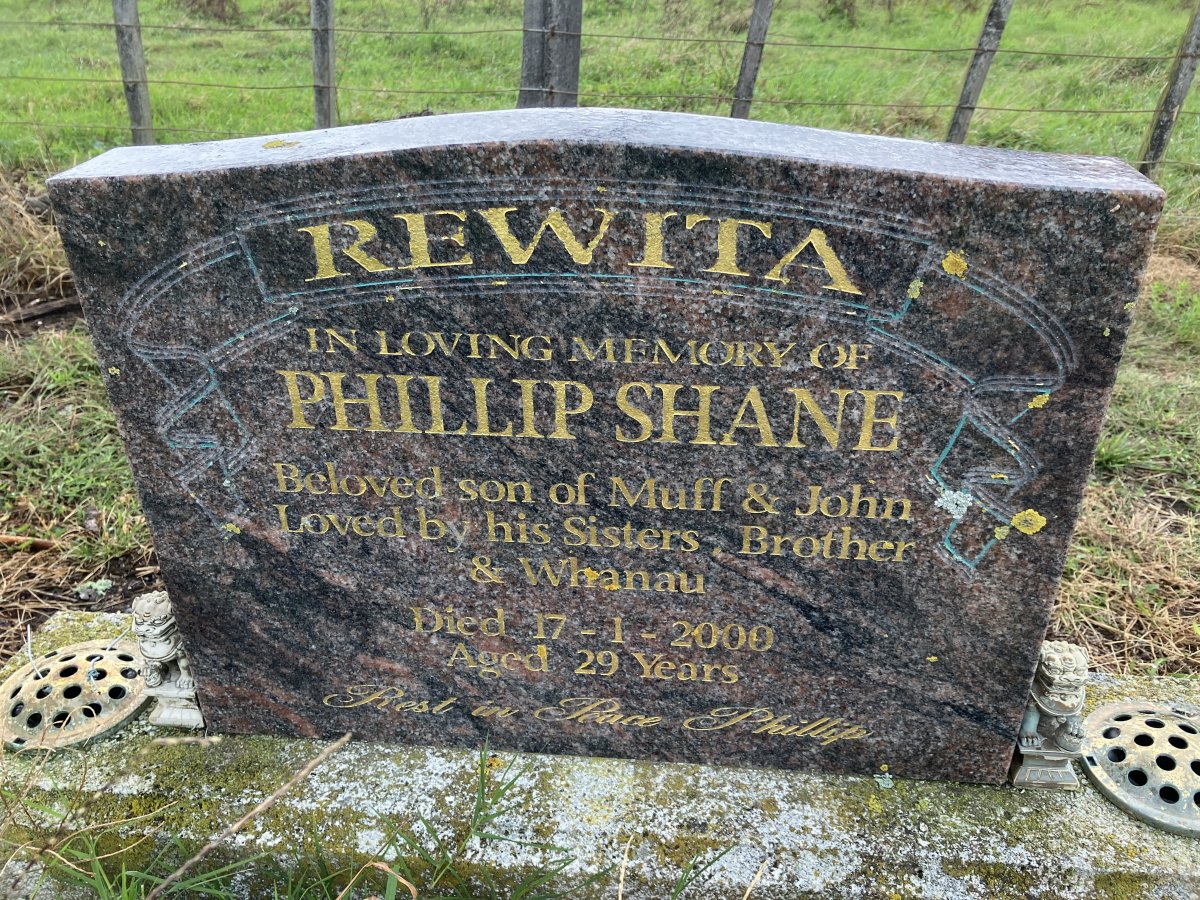 REWITA
IN LOVING MEMORY OF
PHILLIP SHANE
Beloved son of Muff & John
Loved by his Sisters, Brother
& Whanau
Died 17-1-2000
Aged 29 Years
Rest in Peace Phillip